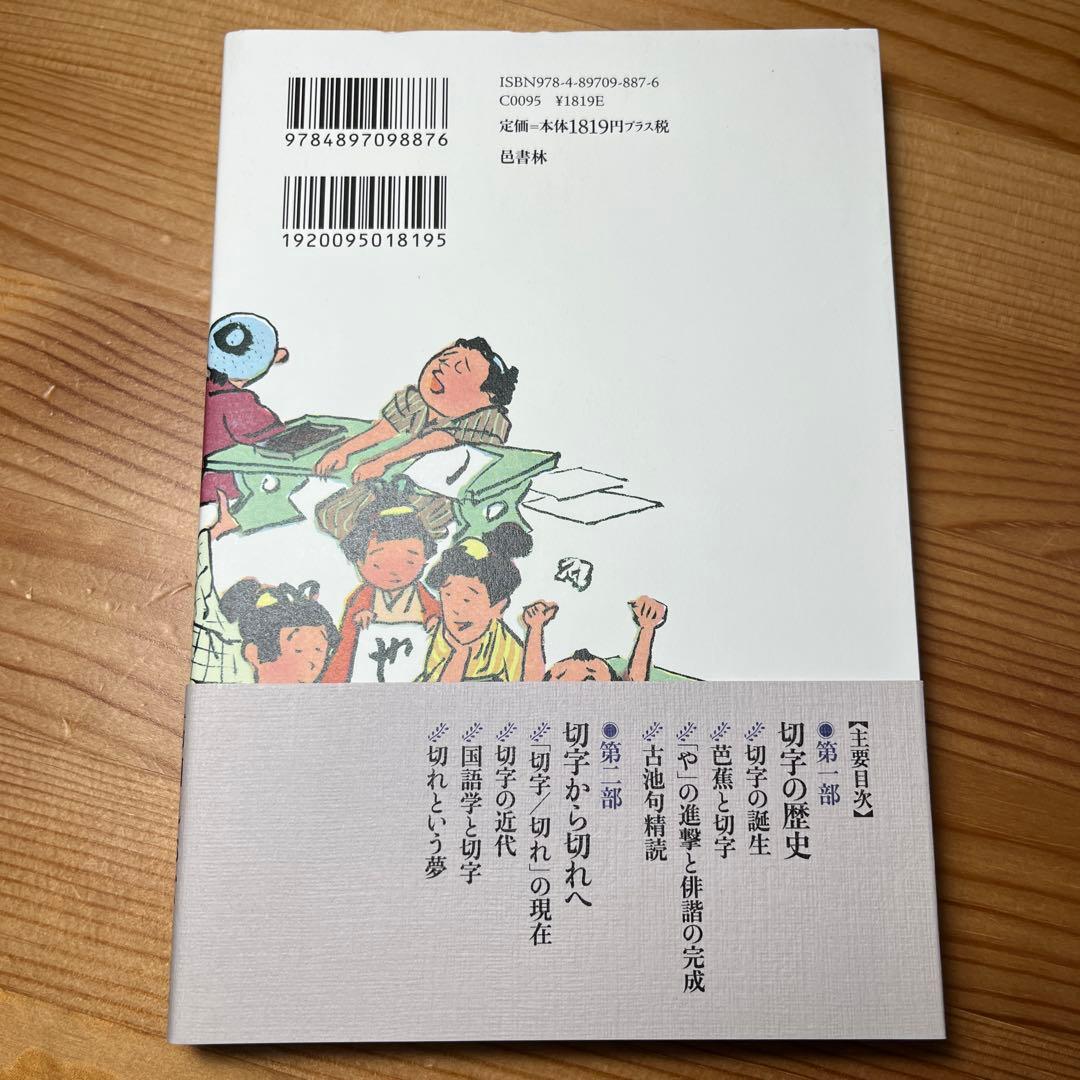 ISBN978-4-89709-887-6
C0095 ¥1819E
定価=本体1819円プラス税
邑書林
9784897098876
1920095018195
や
【主要目次】
●第一部
切字の歴史
切字の誕生
芭蕉と切字
「や」の進撃と俳諧の完成
古池句精読
●第二部
切字から切れへ
「切字/切れ」の現在
切字の近代
国語学と切字
切れという夢